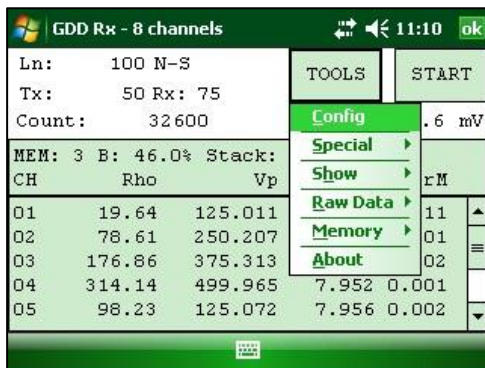 GDD Rx - 8 channels 11:10 ok
Ln: 100 N-S TOOLS START
Tx: 50 Rx: 75
Count: 32600 Config .6 mV
Special
MEM: 3 B: 46.0% Stack: Show
CH Rho Vp rM
Raw Data
01 19.64 125.011 11
02 78.61 250.207 Memory 01
03 176.86 375.313 About 02
04 314.14 499.965 7.952 0.001
05 98.23 125.072 7.956 0.002